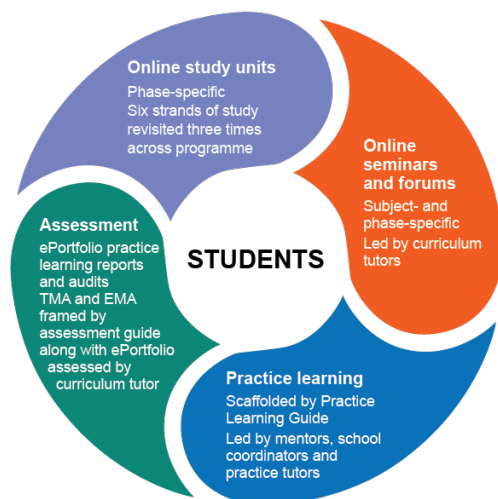 Online study units
Phase-specific
Six strands of study
revisited three times
across programme
Online
seminars
and forums
Subject- and
phase-specific
Led by curriculum
tutors
Practice learning
Scaffolded by Practice
Learning Guide
Led by mentors, school
coordinators and
practice tutors
Assessment
ePortfolio practice
learning reports
and audits
TMA and EMA
framed by
assessment guide
along with ePortfolio
assessed by
curriculum tutor
STUDENTS